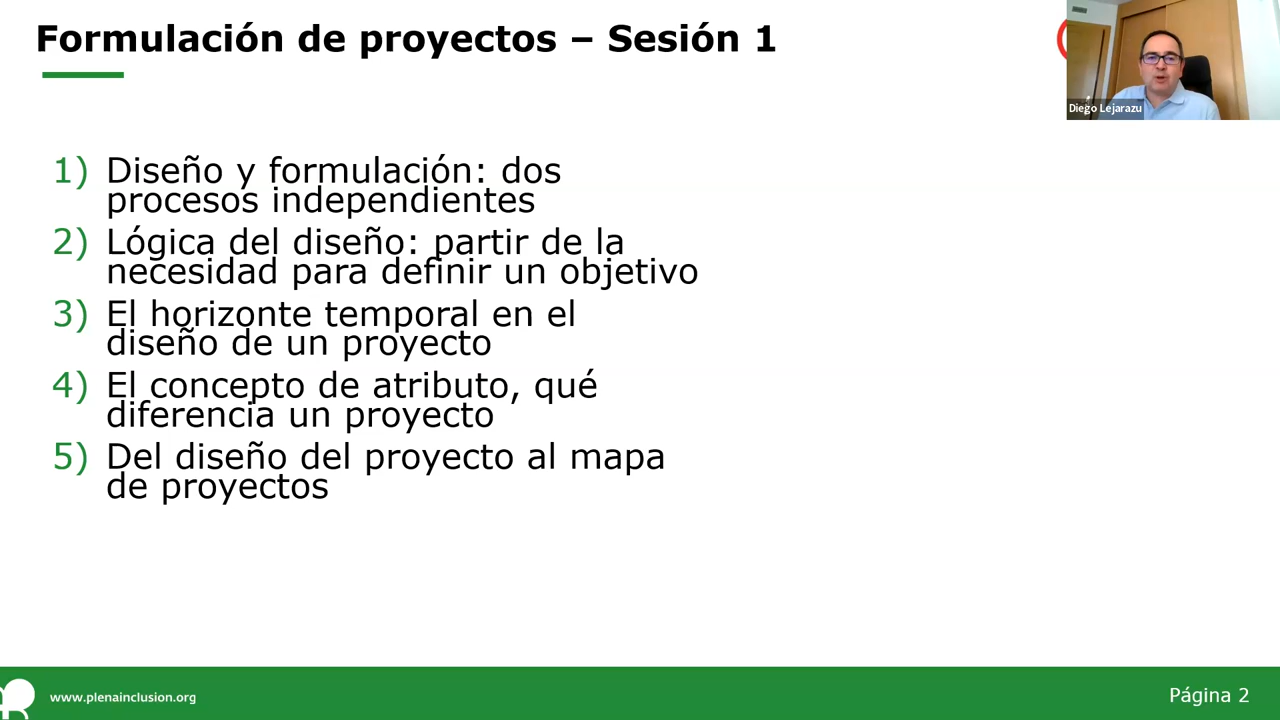 Formulación de proyectos – Sesión 1
Diego Lejarazu
1) Diseño y formulación: dos
procesos independientes
2) Lógica del diseño: partir de la
necesidad para definir un objetivo
3) El horizonte temporal en el
diseño de un proyecto
4) El concepto de atributo, qué
diferencia un proyecto
5) Del diseño del proyecto al mapa
de proyectos
www.plenainclusion.org
Página 2